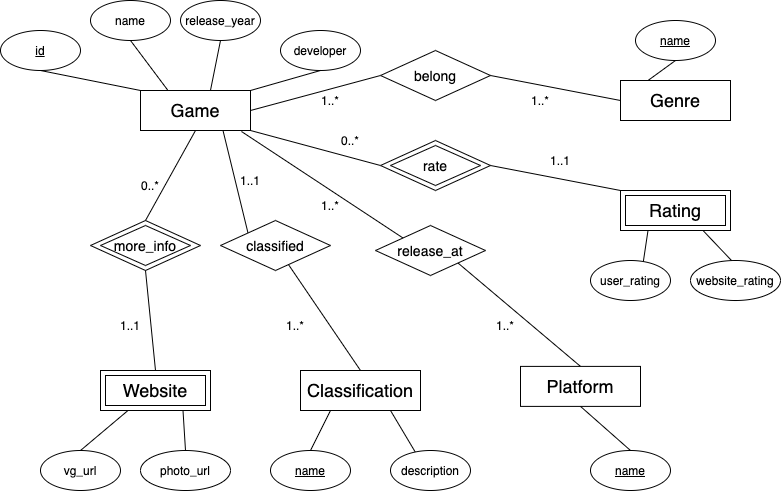 name
release_year
id
developer
name
belong
Game
1..*
1..*
Genre
0..*
rate
1..1
0..*
1..1
1..*
Rating
more_info
classified
release_at
user_rating
website_rating
1..1
1..*
1..*
Website
Classification
Platform
vg_url
photo_url
name
description
name